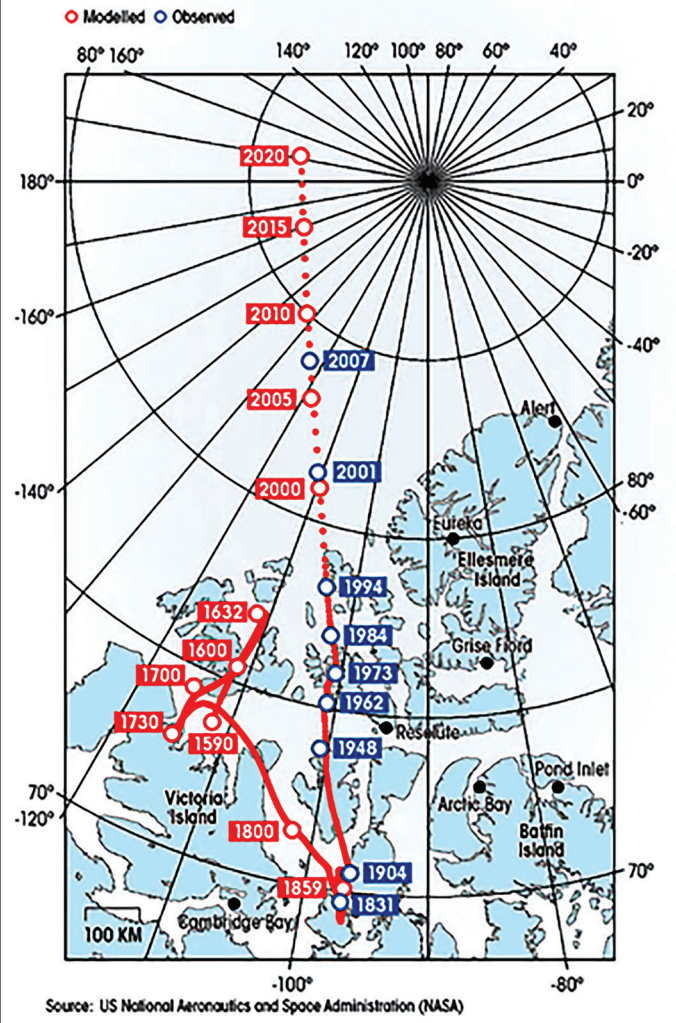 Modelled Observed
80° 160° 140° 120° 100° 80° 60° 40°
20°
2020
180° 0°
2015
-20°
2010
-160°
-40°
2007
2005
Alert
2001
80°
2000
-140°
-60°
Eureka
Ellesmere
Island
1994
1632
1984
1600
Grise Fiord
1700
1973
1962
1730
Resolute
1590
1948
Pond Inlet
70°
Victoria
Island
Arctic Bay
-120°
1800
Baffin
Island
1904
70°
1859
1831
Cambridge Bay
100 KM
-100° -80°
Source: US National Aeronautics and Space Administration (NASA)